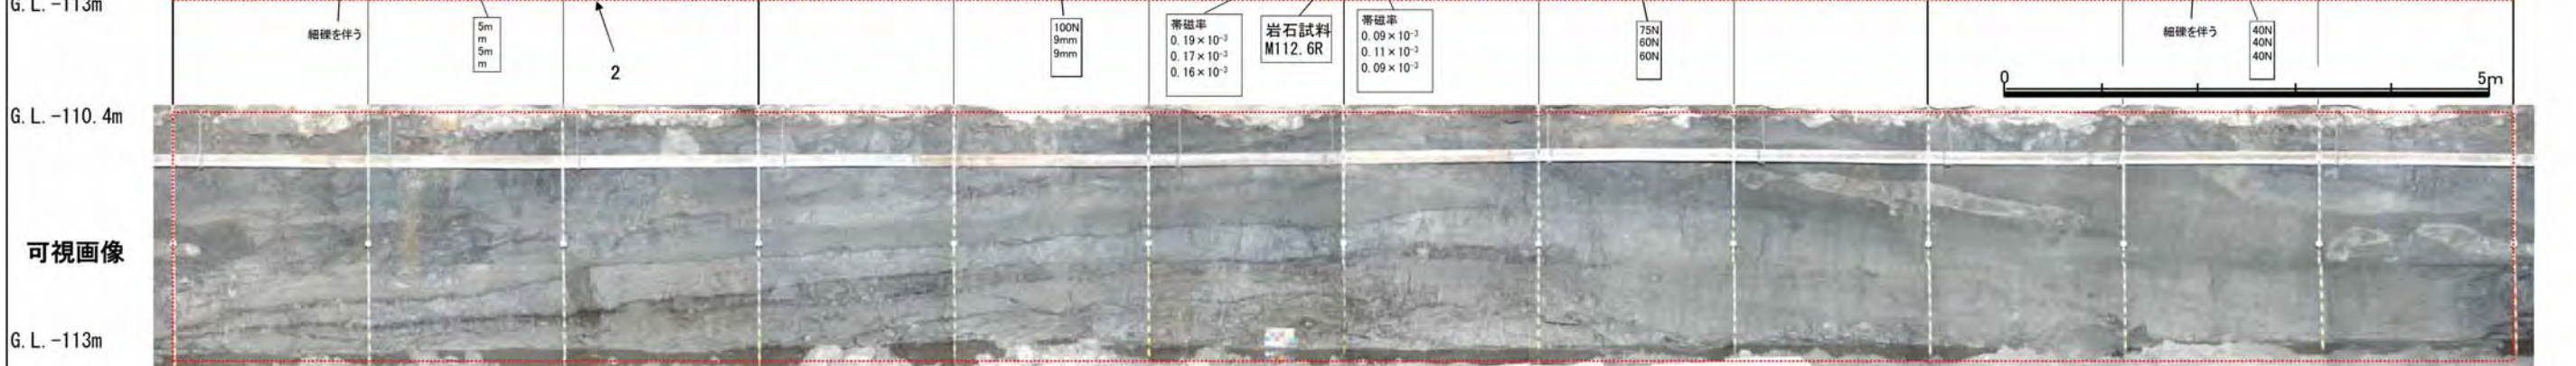 G.L.-113m
細礫を伴う
5m
m
5m
m
2
100N
9mm
9mm
帯磁率
0.19×10⁻³
0.17×10⁻³
0.16×10⁻³
岩石試料
M112.6R
帯磁率
0.09×10⁻³
0.11×10⁻³
0.09×10⁻³
75N
60N
60N
細礫を伴う
40N
40N
40N
0
5m
G.L.-110.4m
可視画像
G.L.-113m